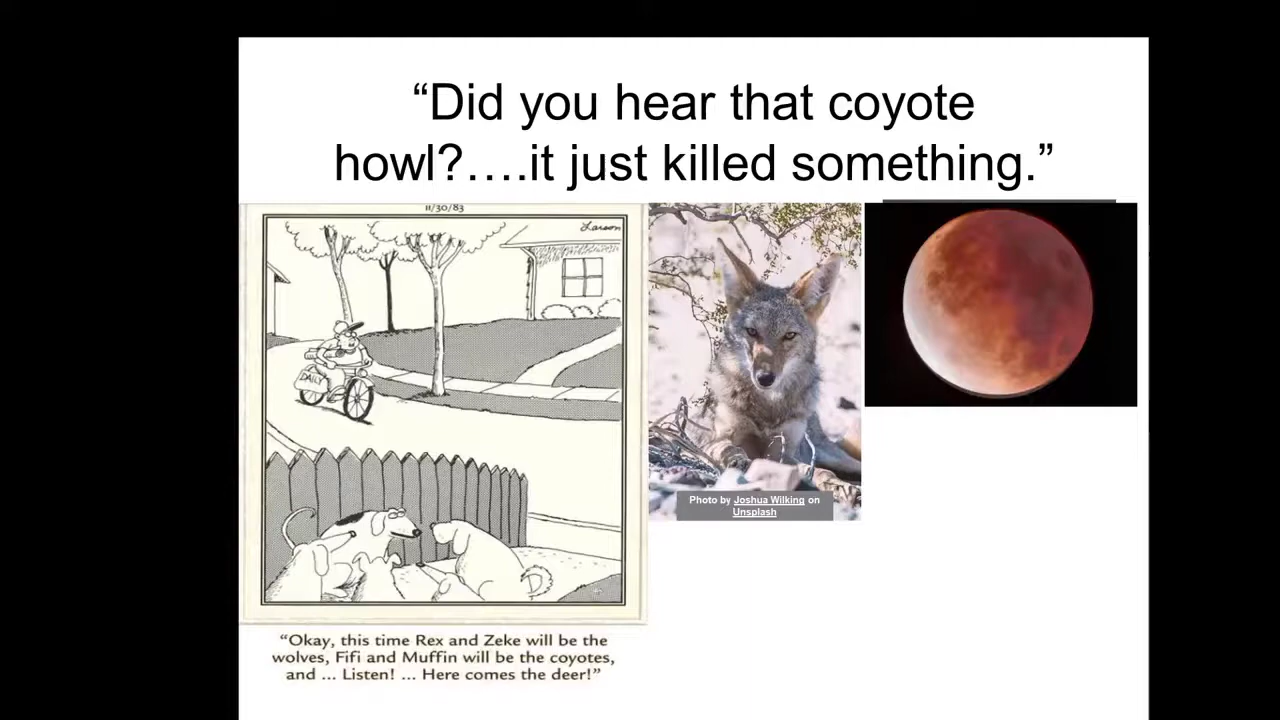 “Did you hear that coyote
howl?….it just killed something.”
11/30/83
Larson
DAILY
Photo by Joshua Wilking on
Unsplash
“Okay, this time Rex and Zeke will be the
wolves, Fifi and Muffin will be the coyotes,
and ... Listen! ... Here comes the deer!”